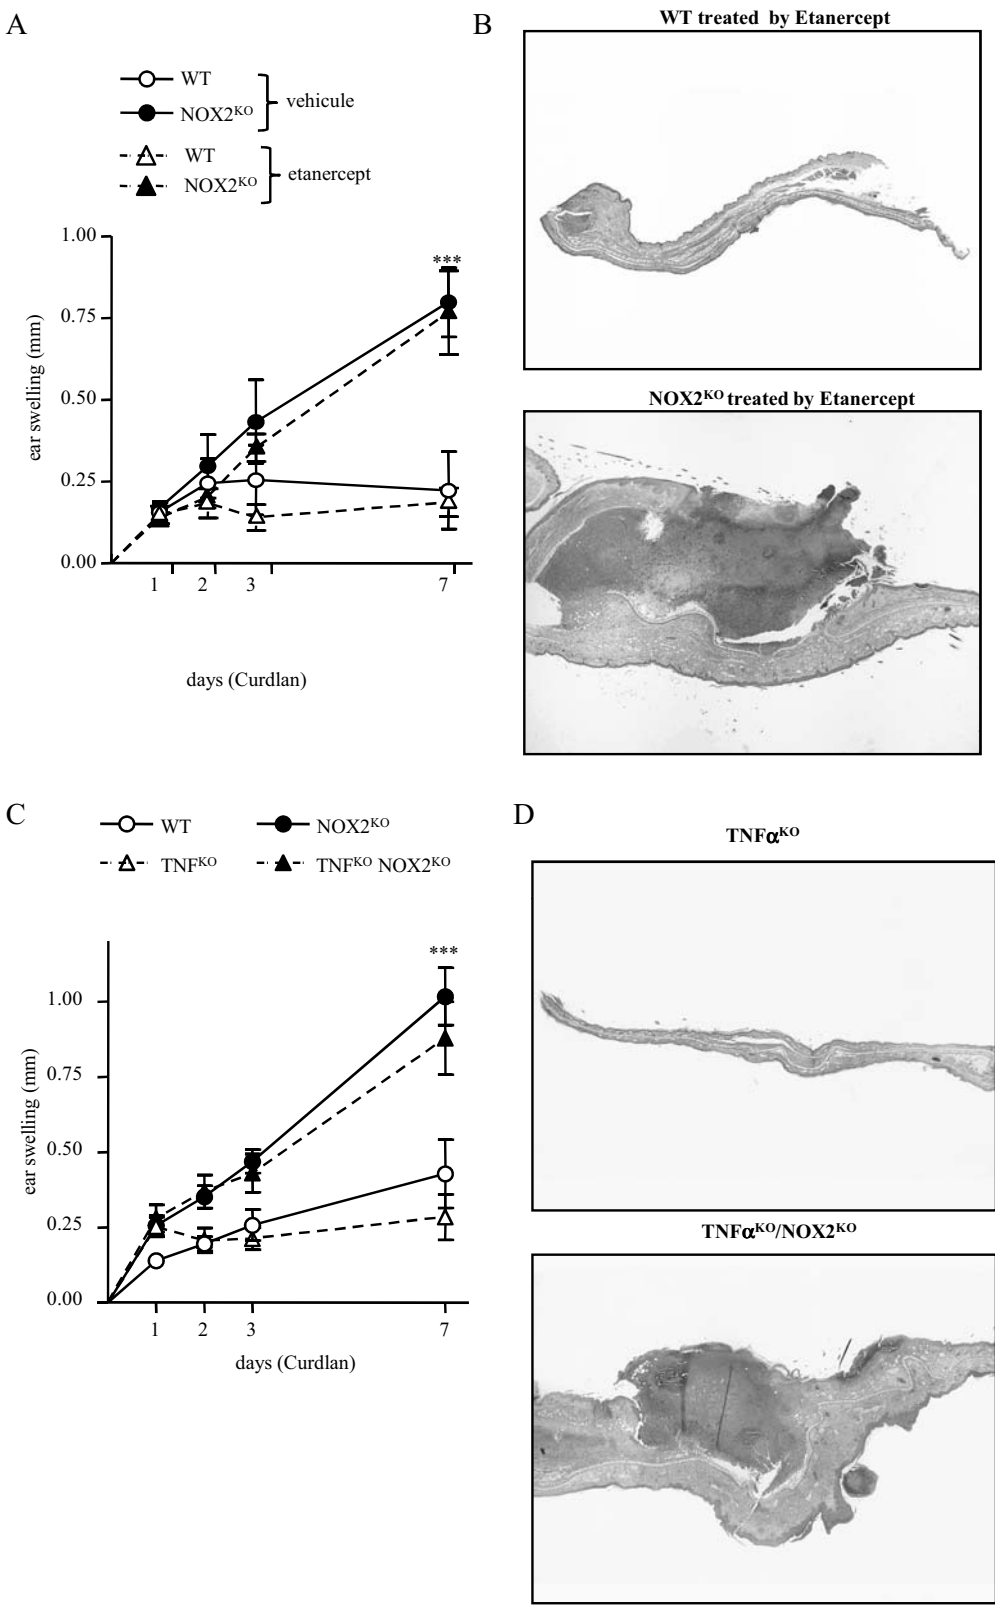 A
WT
NOX2KO
vehicule
WT
NOX2KO
etanercept
1.00
0.75
0.50
0.25
0.00
ear swelling (mm)
***
1 2 3 7
days (Curdlan)
B
WT treated by Etanercept
NOX2KO treated by Etanercept
C
WT
NOX2KO
TNFKO
TNFKO NOX2KO
1.00
0.75
0.50
0.25
0.00
ear swelling (mm)
***
1 2 3 7
days (Curdlan)
D
TNFαKO
TNFαKO/NOX2KO